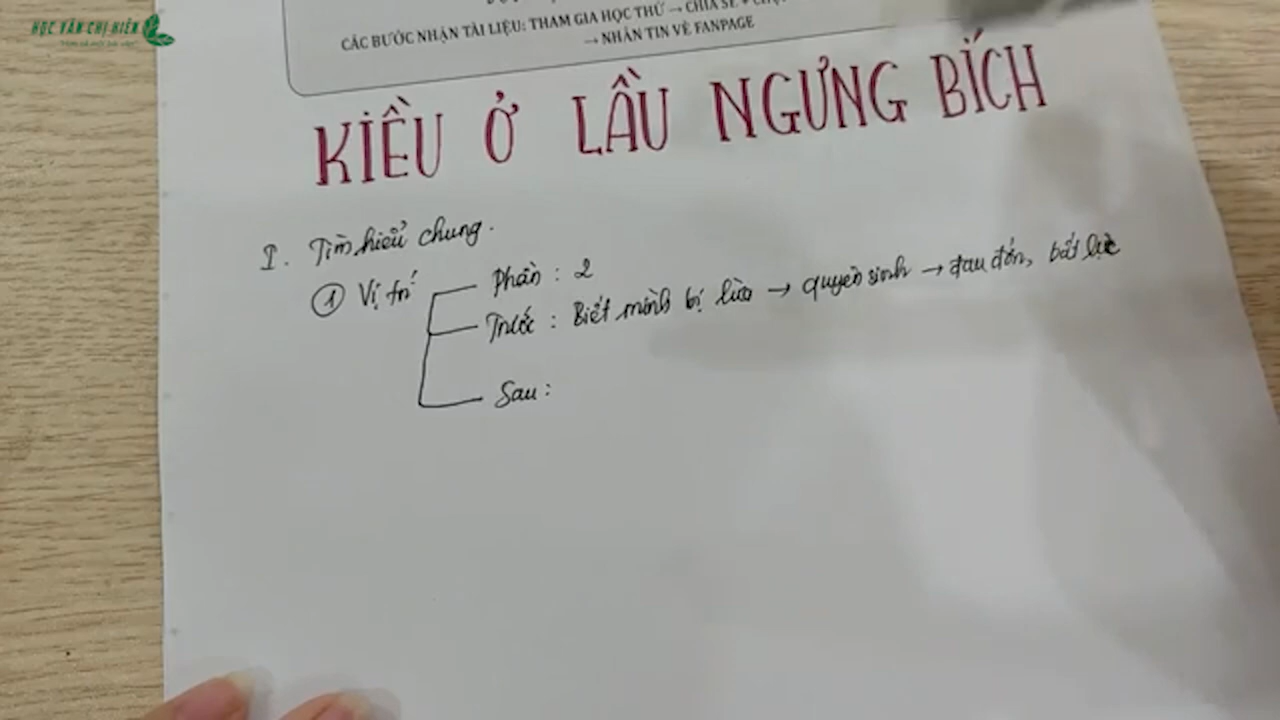 HỌC VĂN CHỊ HIÊN
CÁC BƯỚC NHẬN TÀI LIỆU: THAM GIA HỌC THỬ → CHIA SẺ +
→ NHẮN TIN VỀ FANPAGE
KIỀU Ở LẦU NGƯNG BÍCH
I. Tìm hiểu chung.
① Vị trí
Phần : 2
Trước : Biết mình bị lừa → quyên sinh → đau đớn, bất lực
Sau :